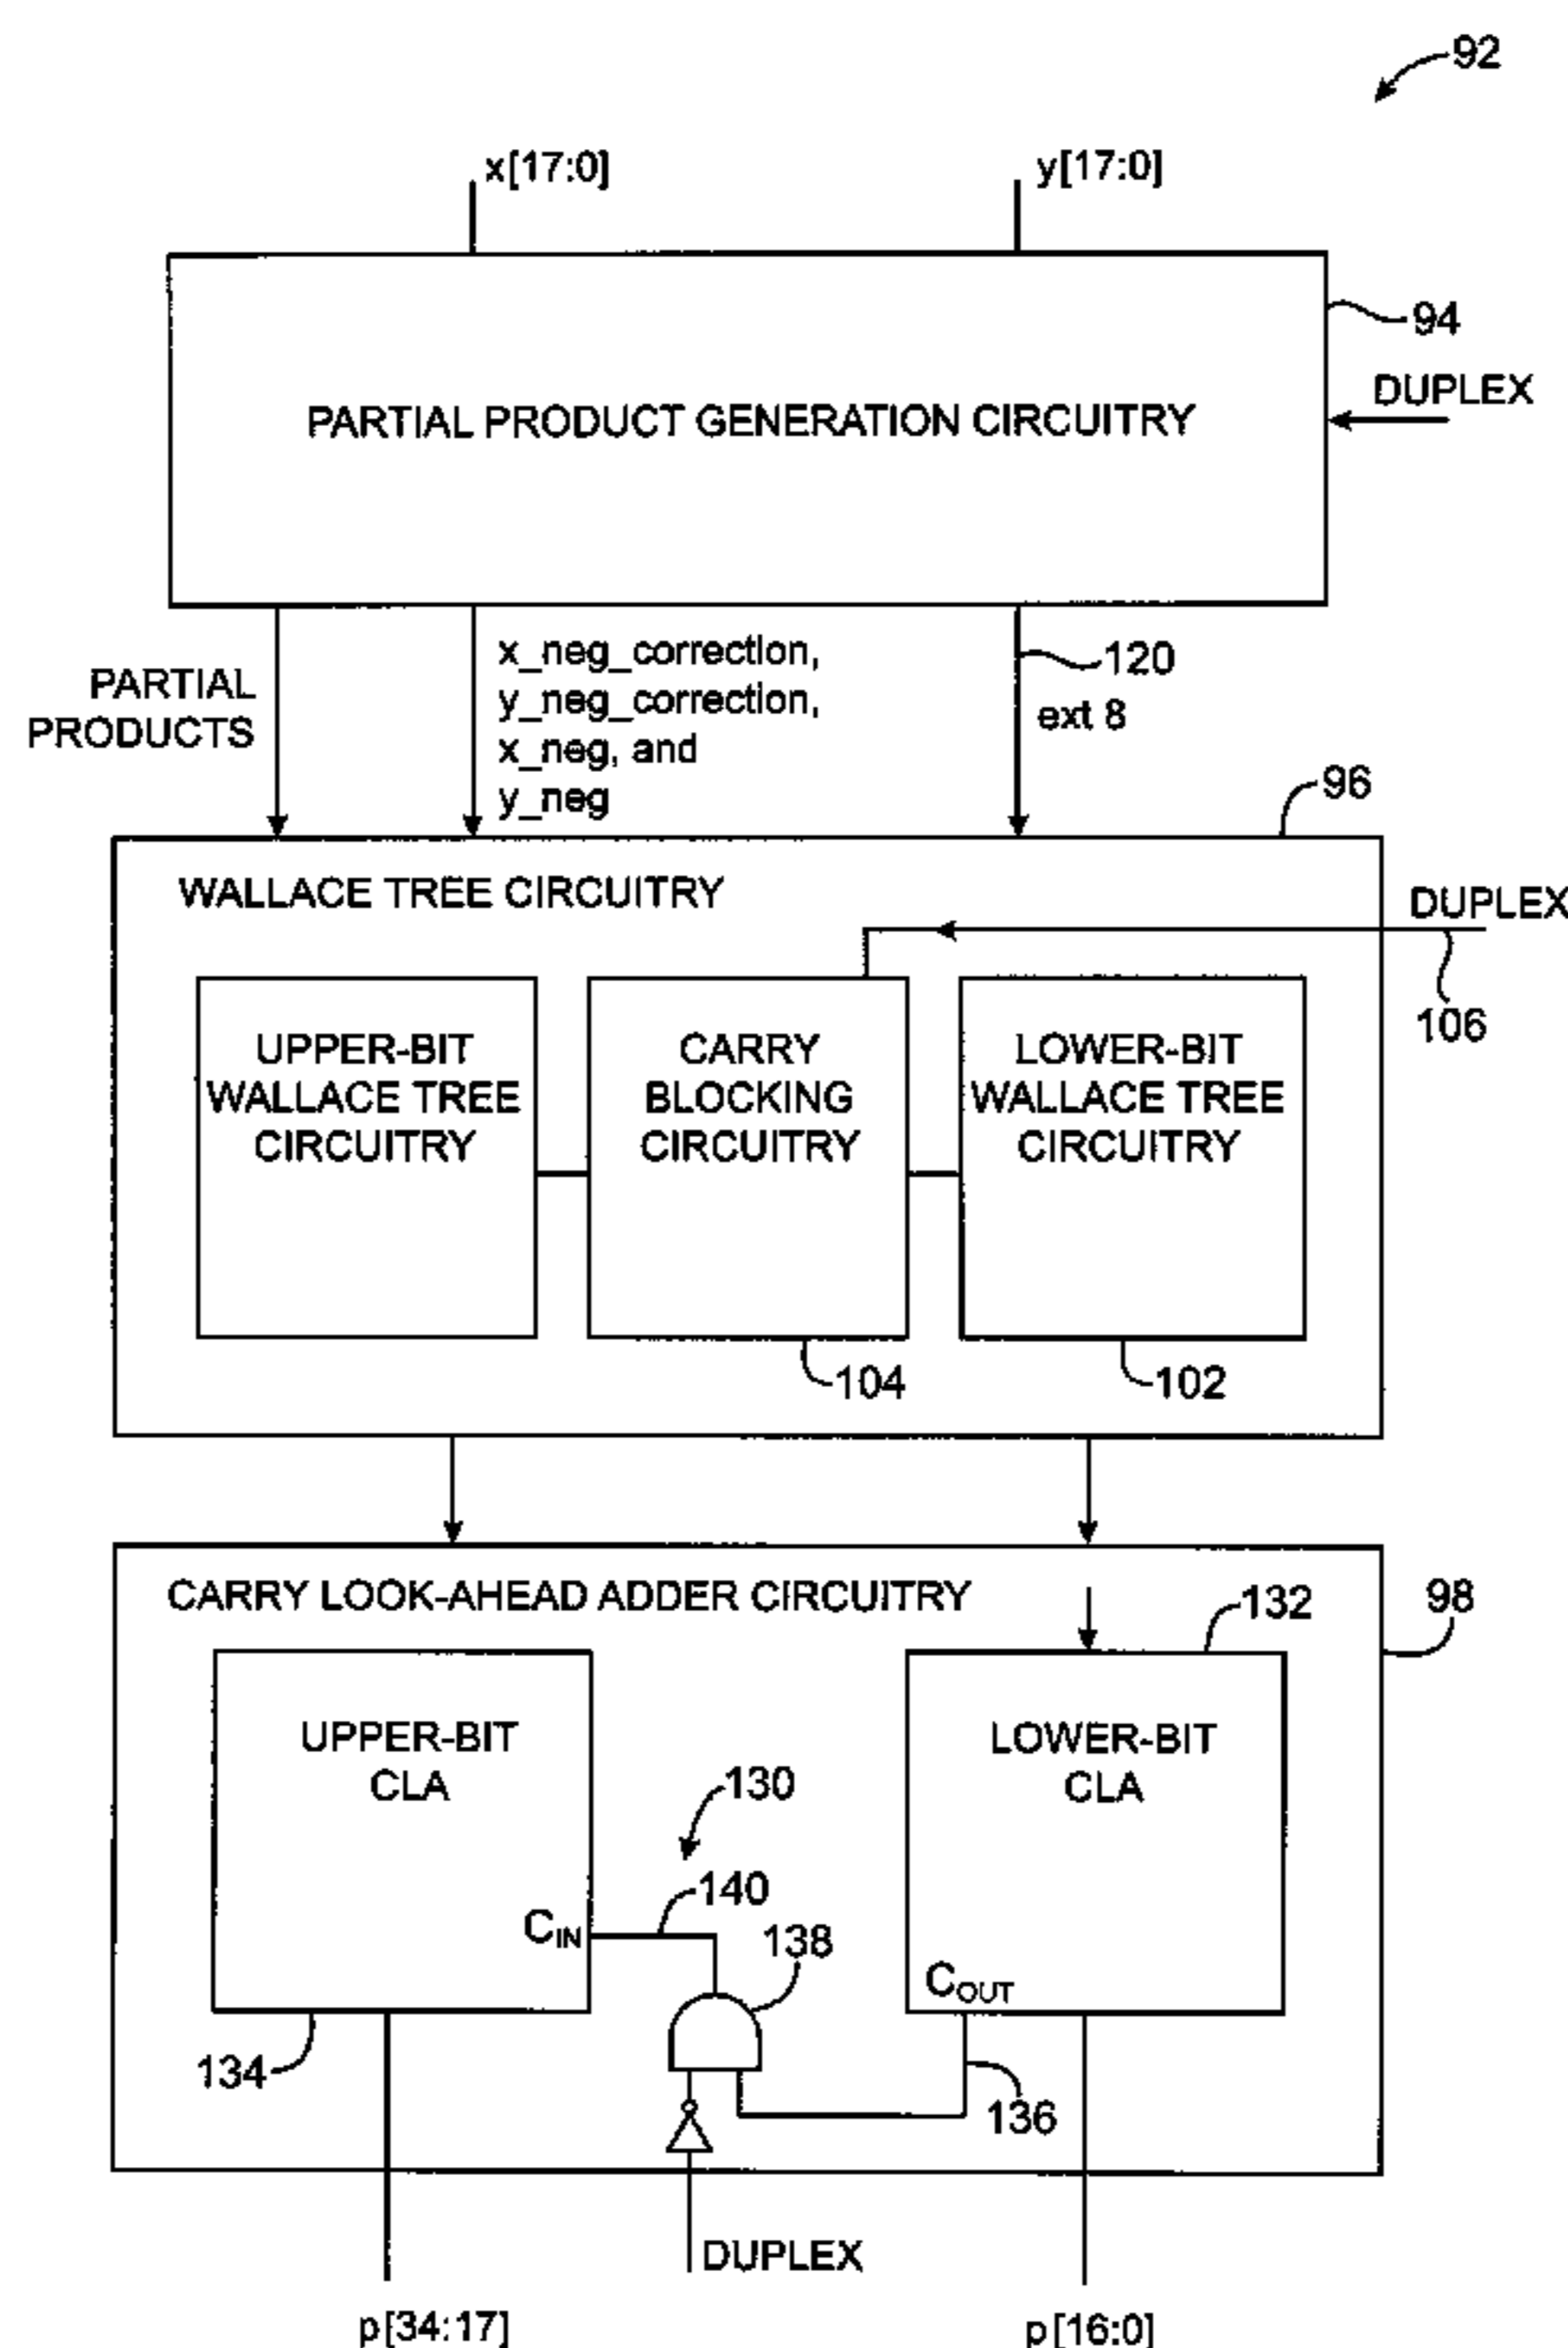 92
x[17:0]
y[17:0]
94
DUPLEX
PARTIAL PRODUCT GENERATION CIRCUITRY
PARTIAL
PRODUCTS
x_neg_correction,
y_neg_correction,
x_neg, and
y_neg
120
ext 8
96
WALLACE TREE CIRCUITRY
DUPLEX
106
UPPER-BIT
WALLACE TREE
CIRCUITRY
CARRY
BLOCKING
CIRCUITRY
LOWER-BIT
WALLACE TREE
CIRCUITRY
104
102
CARRY LOOK-AHEAD ADDER CIRCUITRY
132
98
UPPER-BIT
CLA
LOWER-BIT
CLA
130
140
CIN
138
COUT
134
136
DUPLEX
p[34:17]
p[16:0]